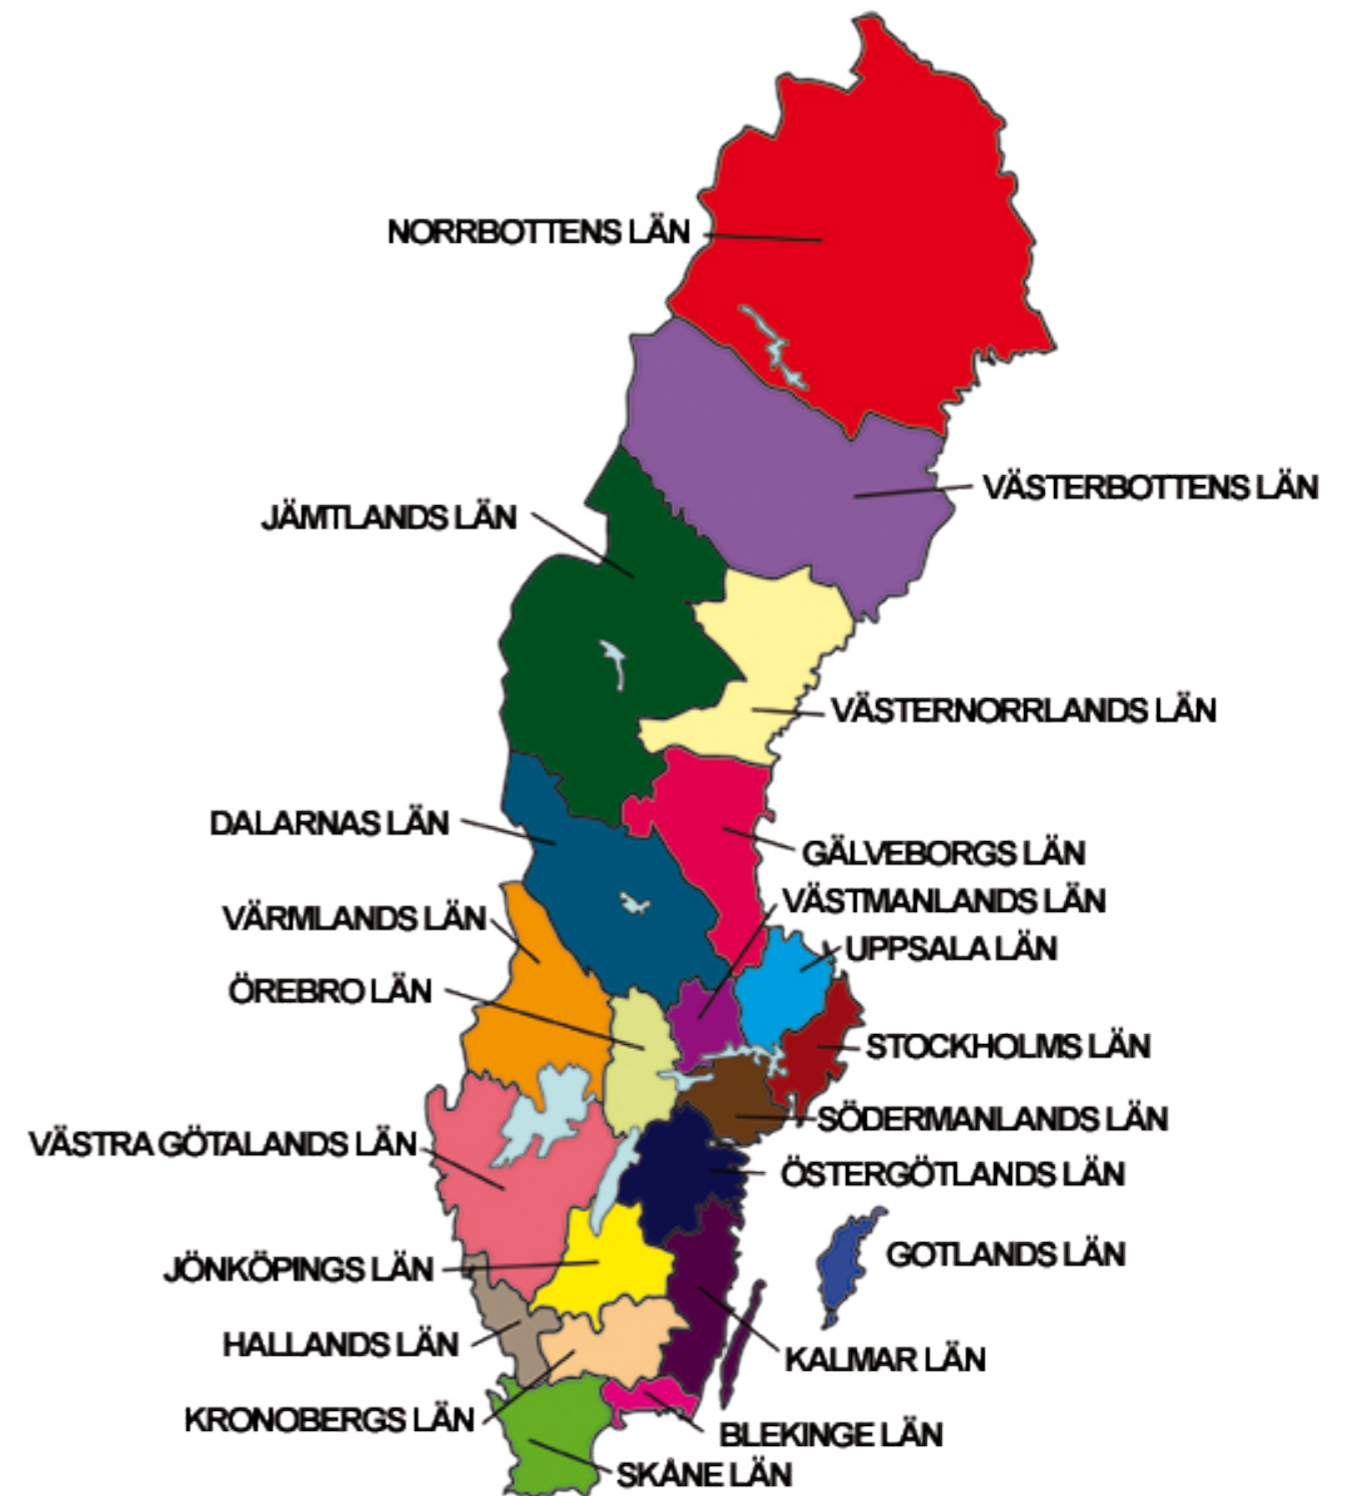 NORRBOTTENS LÄN
VÄSTERBOTTENS LÄN
JÄMTLANDS LÄN
VÄSTERNORRLANDS LÄN
DALARNAS LÄN
GÄLVEBORGS LÄN
VÄSTMANLANDS LÄN
VÄRMLANDS LÄN
UPPSALA LÄN
ÖREBRO LÄN
STOCKHOLMS LÄN
SÖDERMANLANDS LÄN
VÄSTRA GÖTALANDS LÄN
ÖSTERGÖTLANDS LÄN
GOTLANDS LÄN
JÖNKÖPINGS LÄN
HALLANDS LÄN
KALMAR LÄN
KRONOBERGS LÄN
BLEKINGE LÄN
SKÅNE LÄN